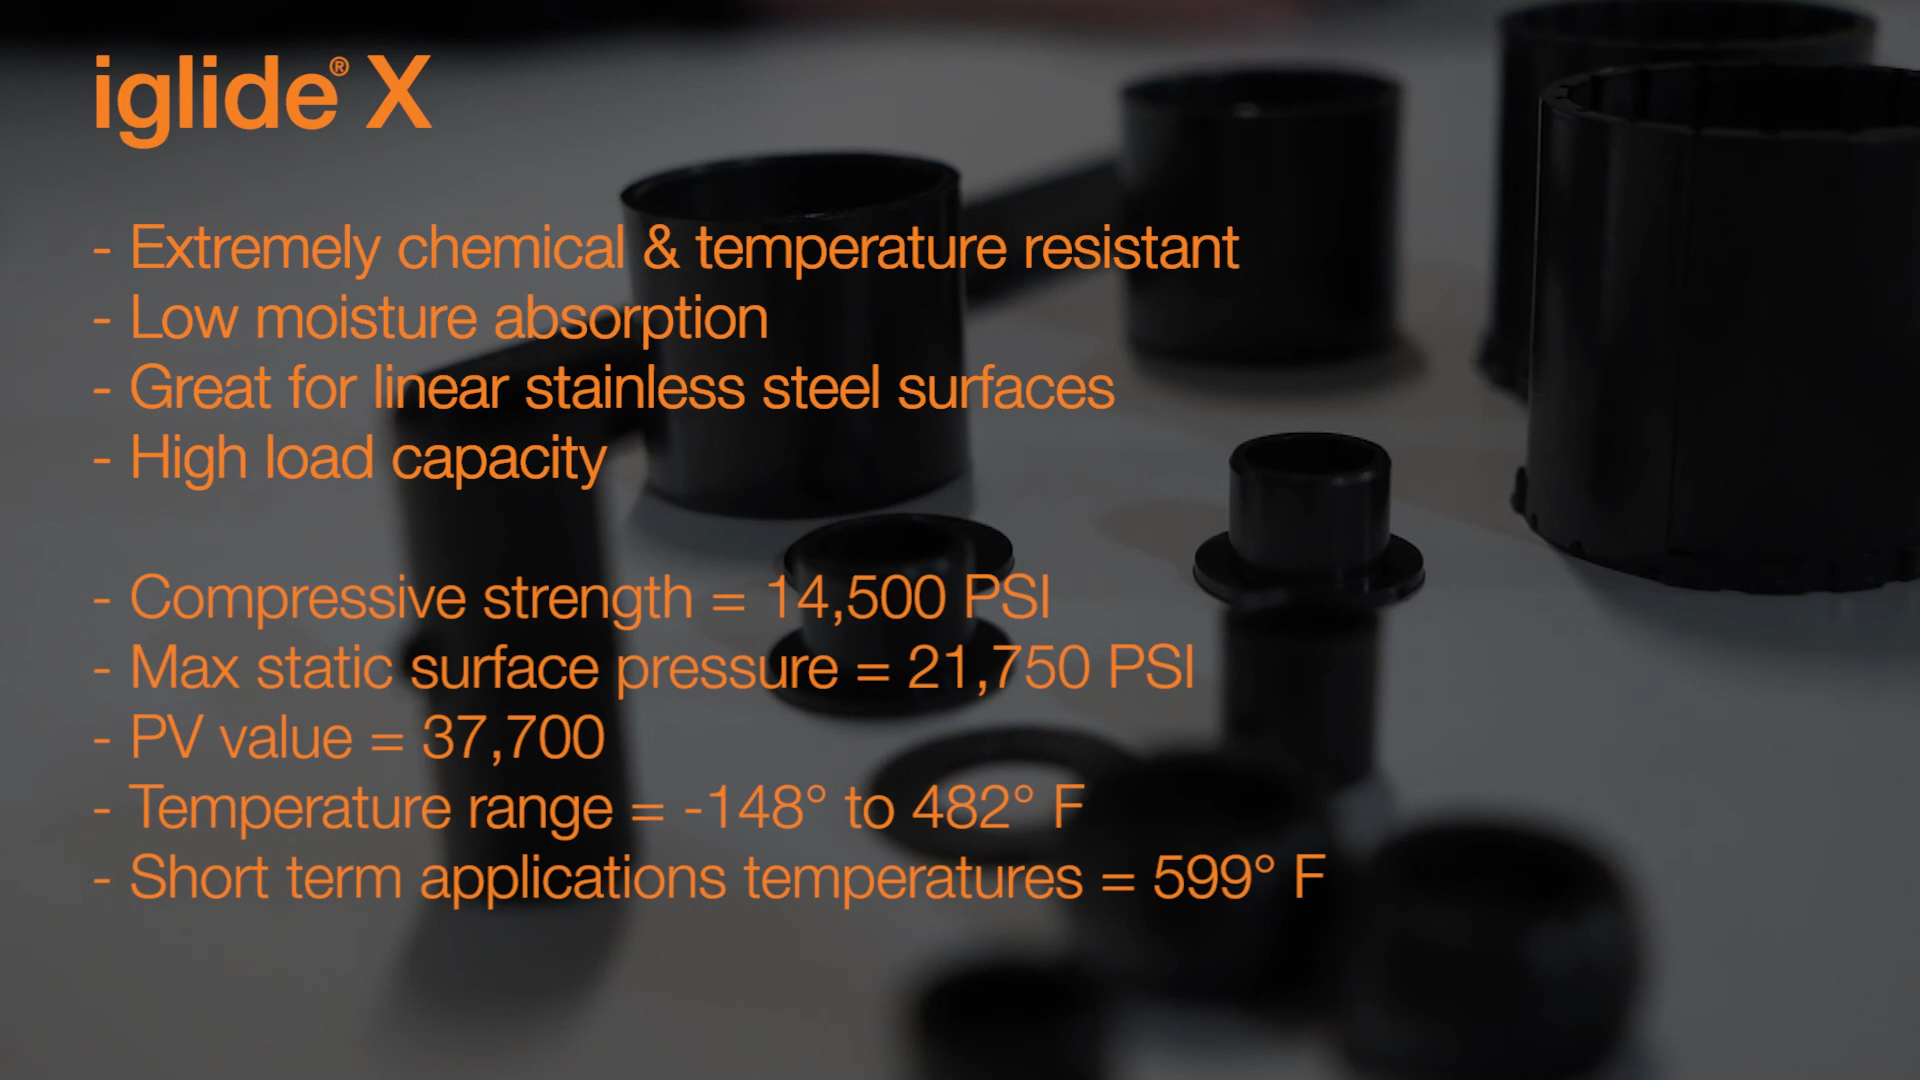 iglide® X
- Extremely chemical & temperature resistant
- Low moisture absorption
- Great for linear stainless steel surfaces
- High load capacity
- Compressive strength = 14,500 PSI
- Max static surface pressure = 21,750 PSI
- PV value = 37,700
- Temperature range = -148° to 482° F
- Short term applications temperatures = 599° F